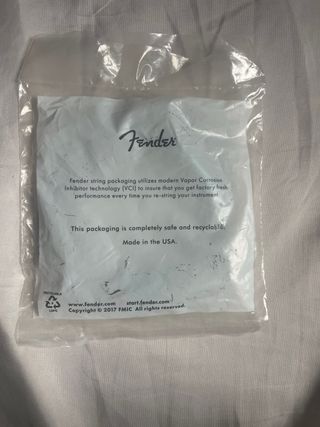 Fender
Fender string packaging utilizes modern Vapor Corrosion
Inhibitor technology (VCI) to insure that you get factory fresh
performance every time you re-string your instrument
This packaging is completely safe and recyclable.
Made in the USA.
RECYCLABLE
LDPE
www.fender.com start.fender.com
Copyright © 2017 FMIC All rights reserved.